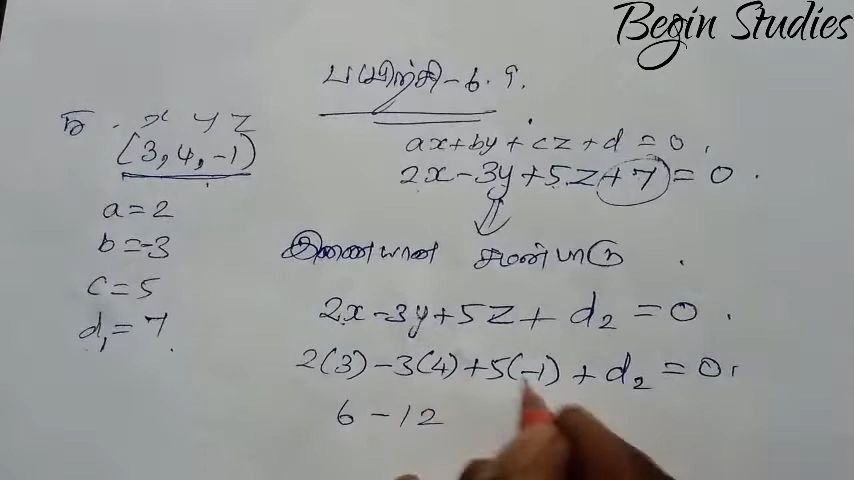 Begin Studies
பயிற்சி - 6.9.
x y z
(3, 4, -1)
ax + by + cz + d = 0.
2x - 3y + 5z + 7 = 0.
a = 2
b = -3
c = 5
d₁ = 7.
இணையான சமன்பாடு.
2x - 3y + 5z + d₂ = 0.
2(3) - 3(4) + 5(-1) + d₂ = 0.
6 - 12